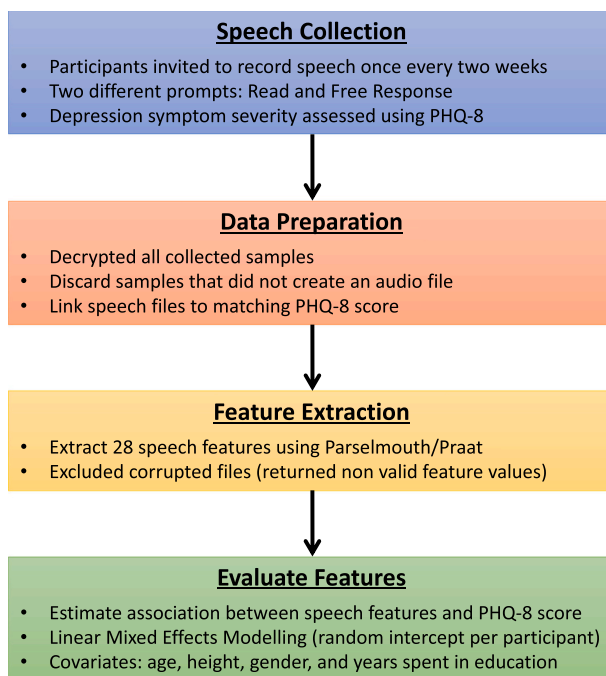 Speech Collection
• Participants invited to record speech once every two weeks
• Two different prompts: Read and Free Response
• Depression symptom severity assessed using PHQ-8
Data Preparation
• Decrypted all collected samples
• Discard samples that did not create an audio file
• Link speech files to matching PHQ-8 score
Feature Extraction
• Extract 28 speech features using Parselmouth/Praat
• Excluded corrupted files (returned non valid feature values)
Evaluate Features
• Estimate association between speech features and PHQ-8 score
• Linear Mixed Effects Modelling (random intercept per participant)
• Covariates: age, height, gender, and years spent in education